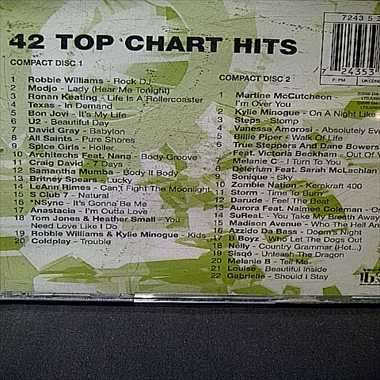 7243 5 2
42 TOP CHART HITS
COMPACT DISC 1
1 Robbie Williams - Rock DJ
2 Modjo - Lady (Hear Me Tonight)
3 Ronan Keating - Life Is A Rollercoaster
4 Texas - In Demand
5 Bon Jovi - It's My Life
6 U2 - Beautiful Day
7 David Gray - Babylon
8 All Saints - Pure Shores
9 Spice Girls - Holler
10 Architechs Feat. Nana - Body Groove
11 Craig David - 7 Days
12 Samantha Mumba - Body II Body
13 Britney Spears - Lucky
14 LeAnn Rimes - Can't Fight The Moonlight
15 S Club 7 - Natural
16 *NSync - It's Gonna Be Me
17 Anastacia - I'm Outta Love
18 Tom Jones & Heather Small - You
Need Love Like I Do
19 Robbie Williams & Kylie Minogue - Kids
20 Coldplay - Trouble
COMPACT DISC 2
1 Martine McCutcheon -
I'm Over You
2 Kylie Minogue - On A Night Like
3 Steps - Stomp
4 Vanessa Amorosi - Absolutely Ev
5 Billie Piper - Walk Of Life
6 True Steppers And Dane Bowers
Feat. Victoria Beckham - Out Of
7 Melanie C - I Turn To You
8 Delerium Feat. Sarah McLachlan
9 Sonique - Sky
10 Zombie Nation - Kernkraft 400
11 Storm - Time To Burn
12 Darude - Feel The Beat
13 Aurora Feat. Naimee Coleman - O
14 SuReal - You Take My Breath Away
15 Madison Avenue - Who The Hell Ar
16 Azzido Da Bass - Dooms Night
17 B Boyz - Who Let The Dogs Out
18 Nelly - Country Grammar (Hot...)
19 Sisqó - Unleash The Dragon
20 Melanie B - Tell Me
21 Louise - Beautiful Inside
22 Gabrielle - Should I Stay